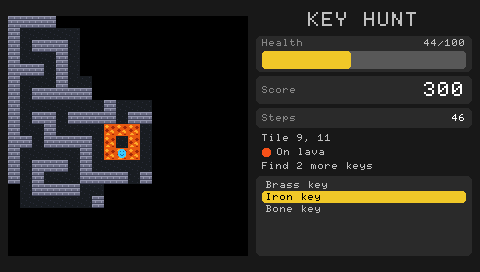 KEY HUNT
Health 44/100
Score 300
Steps 46
Tile 9, 11
On lava
Find 2 more keys
Brass key
Iron key
Bone key